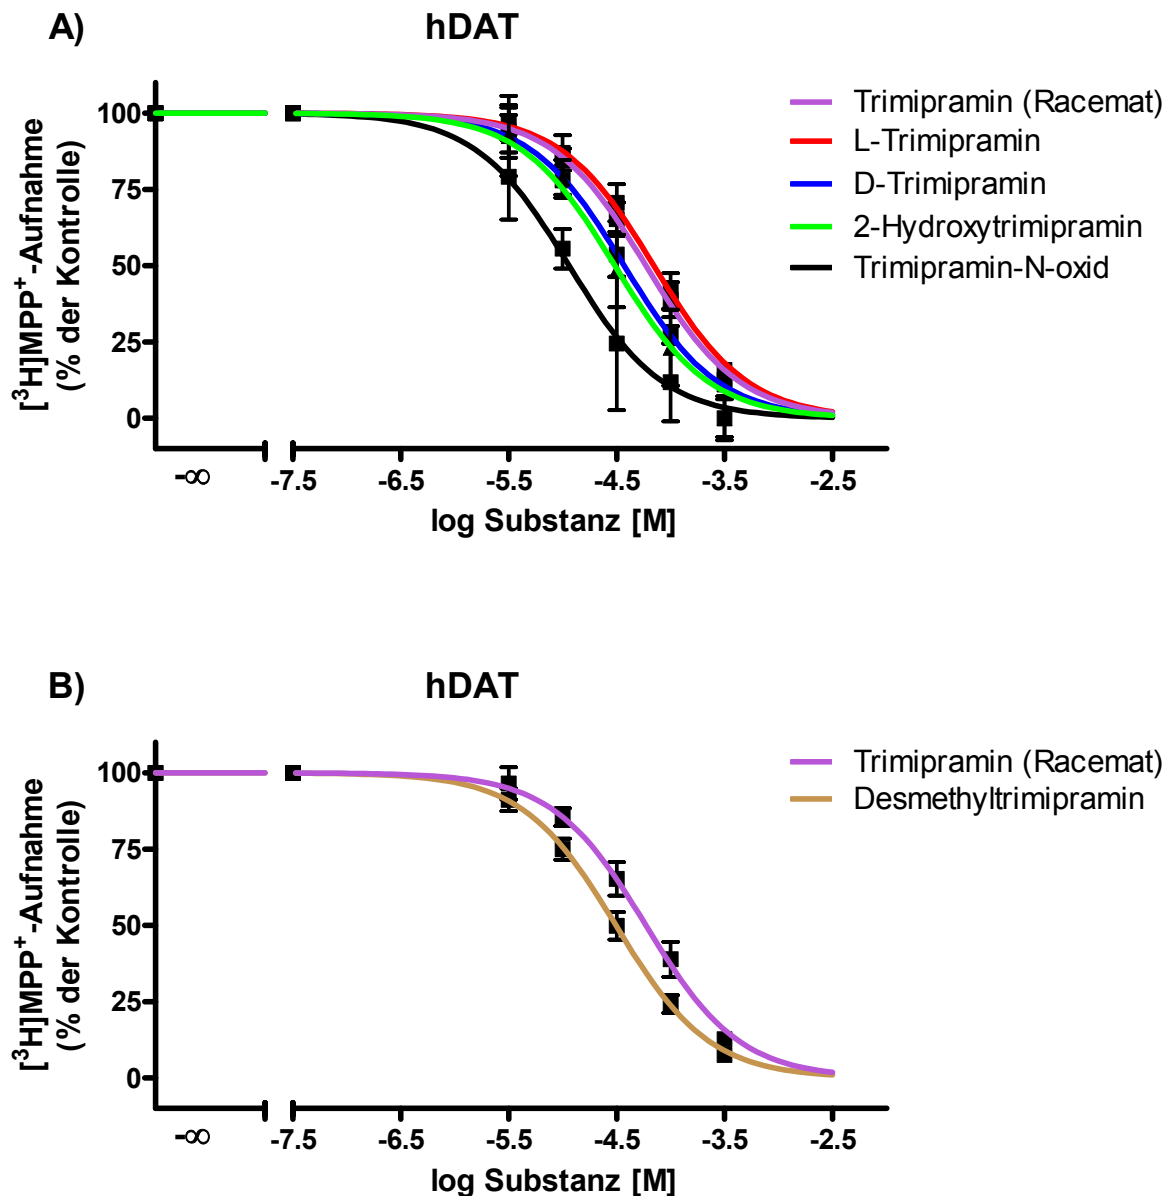 A)
hDAT
[³H]MPP⁺-Aufnahme
(% der Kontrolle)
100
75
50
25
0
-∞
-7.5 -6.5 -5.5 -4.5 -3.5 -2.5
log Substanz [M]
Trimipramin (Racemat)
L-Trimipramin
D-Trimipramin
2-Hydroxytrimipramin
Trimipramin-N-oxid
B)
hDAT
[³H]MPP⁺-Aufnahme
(% der Kontrolle)
100
75
50
25
0
-∞
-7.5 -6.5 -5.5 -4.5 -3.5 -2.5
log Substanz [M]
Trimipramin (Racemat)
Desmethyltrimipramin